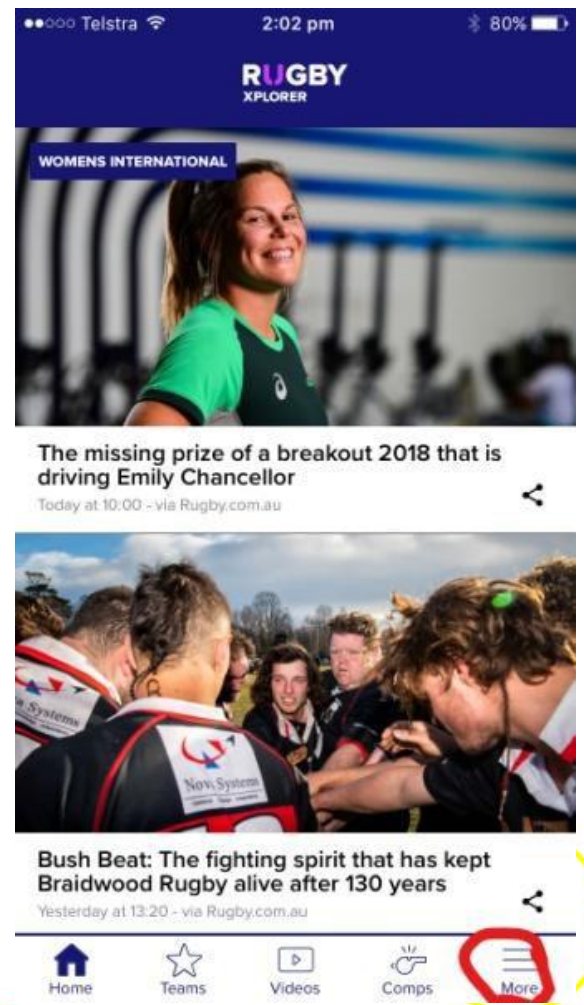 Telstra 2:02 pm 80%
RUGBY
XPLORER
WOMENS INTERNATIONAL
The missing prize of a breakout 2018 that is
driving Emily Chancellor
Today at 10:00 - via Rugby.com.au
Systems
Nova Systems
Bush Beat: The fighting spirit that has kept
Braidwood Rugby alive after 130 years
Yesterday at 13:20 - via Rugby.com.au
Home Teams Videos Comps More